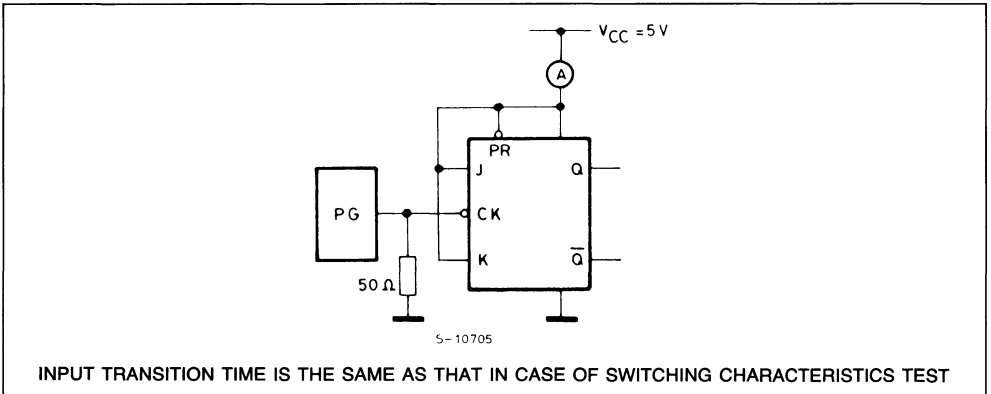 VCC = 5 V
A
PR
J
Q
PG
CK
K
Q̅
50 Ω
S-10705
INPUT TRANSITION TIME IS THE SAME AS THAT IN CASE OF SWITCHING CHARACTERISTICS TEST